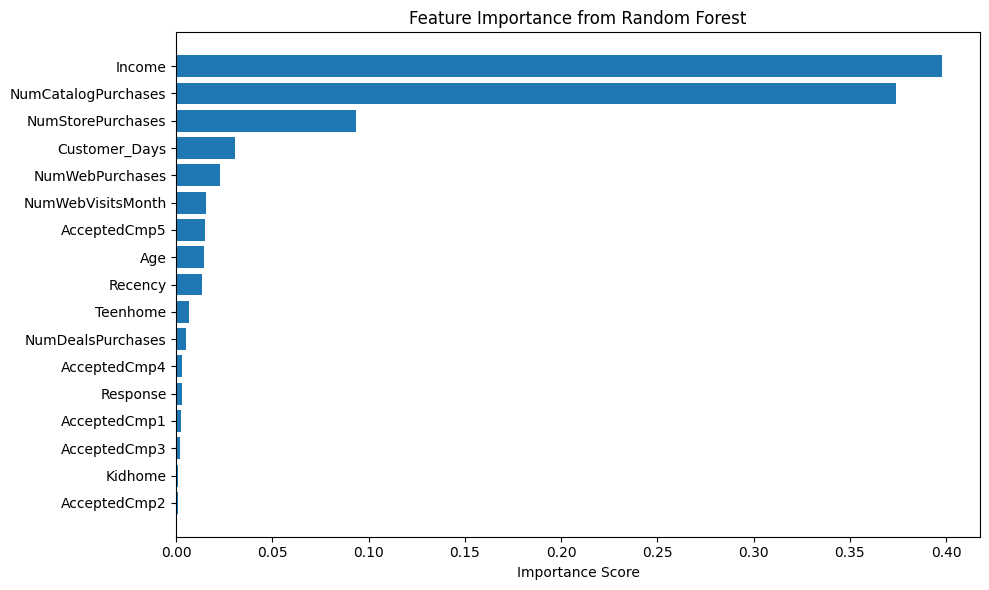 Feature Importance from Random Forest
Income
NumCatalogPurchases
NumStorePurchases
Customer_Days
NumWebPurchases
NumWebVisitsMonth
AcceptedCmp5
Age
Recency
Teenhome
NumDealsPurchases
AcceptedCmp4
Response
AcceptedCmp1
AcceptedCmp3
Kidhome
AcceptedCmp2
0.00 0.05 0.10 0.15 0.20 0.25 0.30 0.35 0.40
Importance Score